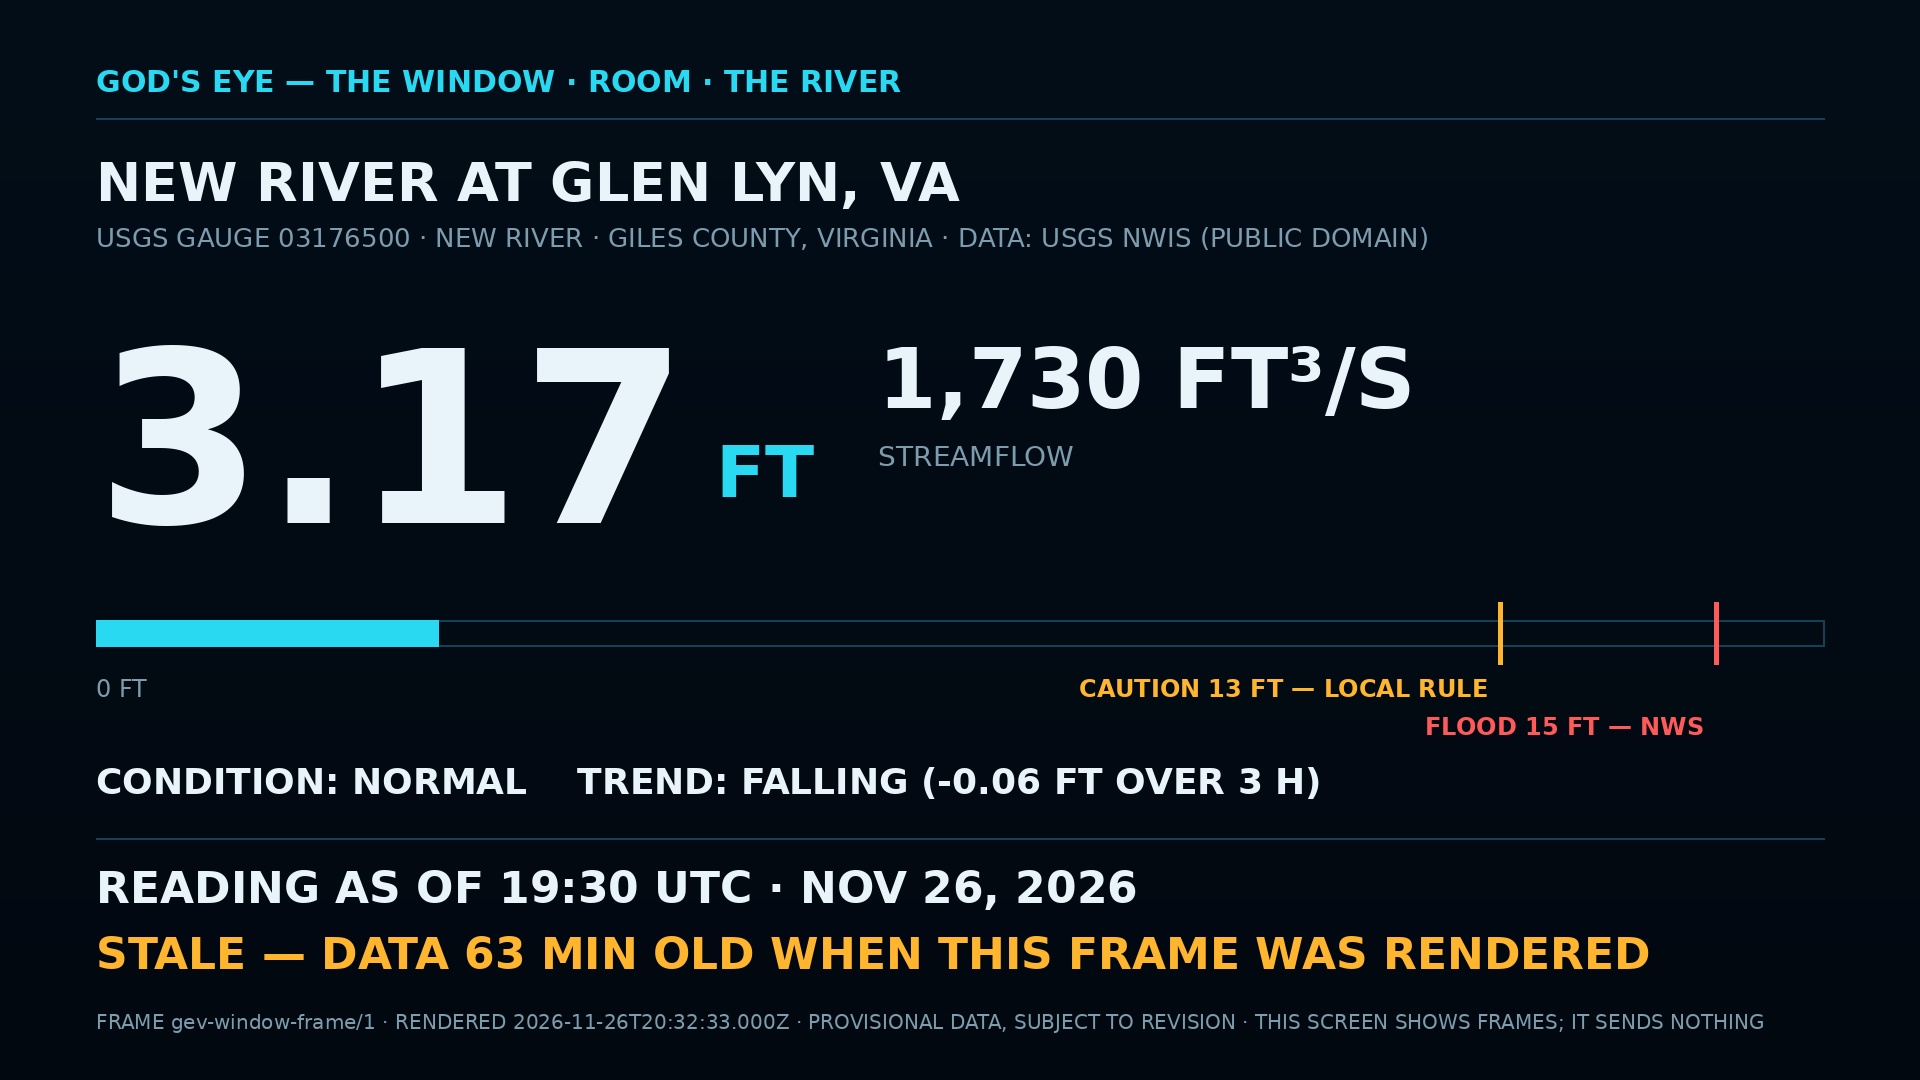 GOD'S EYE — THE WINDOW · ROOM · THE RIVER
NEW RIVER AT GLEN LYN, VA
USGS GAUGE 03176500 · NEW RIVER · GILES COUNTY, VIRGINIA · DATA: USGS NWIS (PUBLIC DOMAIN)
3.17 FT
1,730 FT³/S
STREAMFLOW
0 FT
CAUTION 13 FT — LOCAL RULE
FLOOD 15 FT — NWS
CONDITION: NORMAL TREND: FALLING (-0.06 FT OVER 3 H)
READING AS OF 19:30 UTC · NOV 26, 2026
STALE — DATA 63 MIN OLD WHEN THIS FRAME WAS RENDERED
FRAME gev-window-frame/1 · RENDERED 2026-11-26T20:32:33.000Z · PROVISIONAL DATA, SUBJECT TO REVISION · THIS SCREEN SHOWS FRAMES; IT SENDS NOTHING